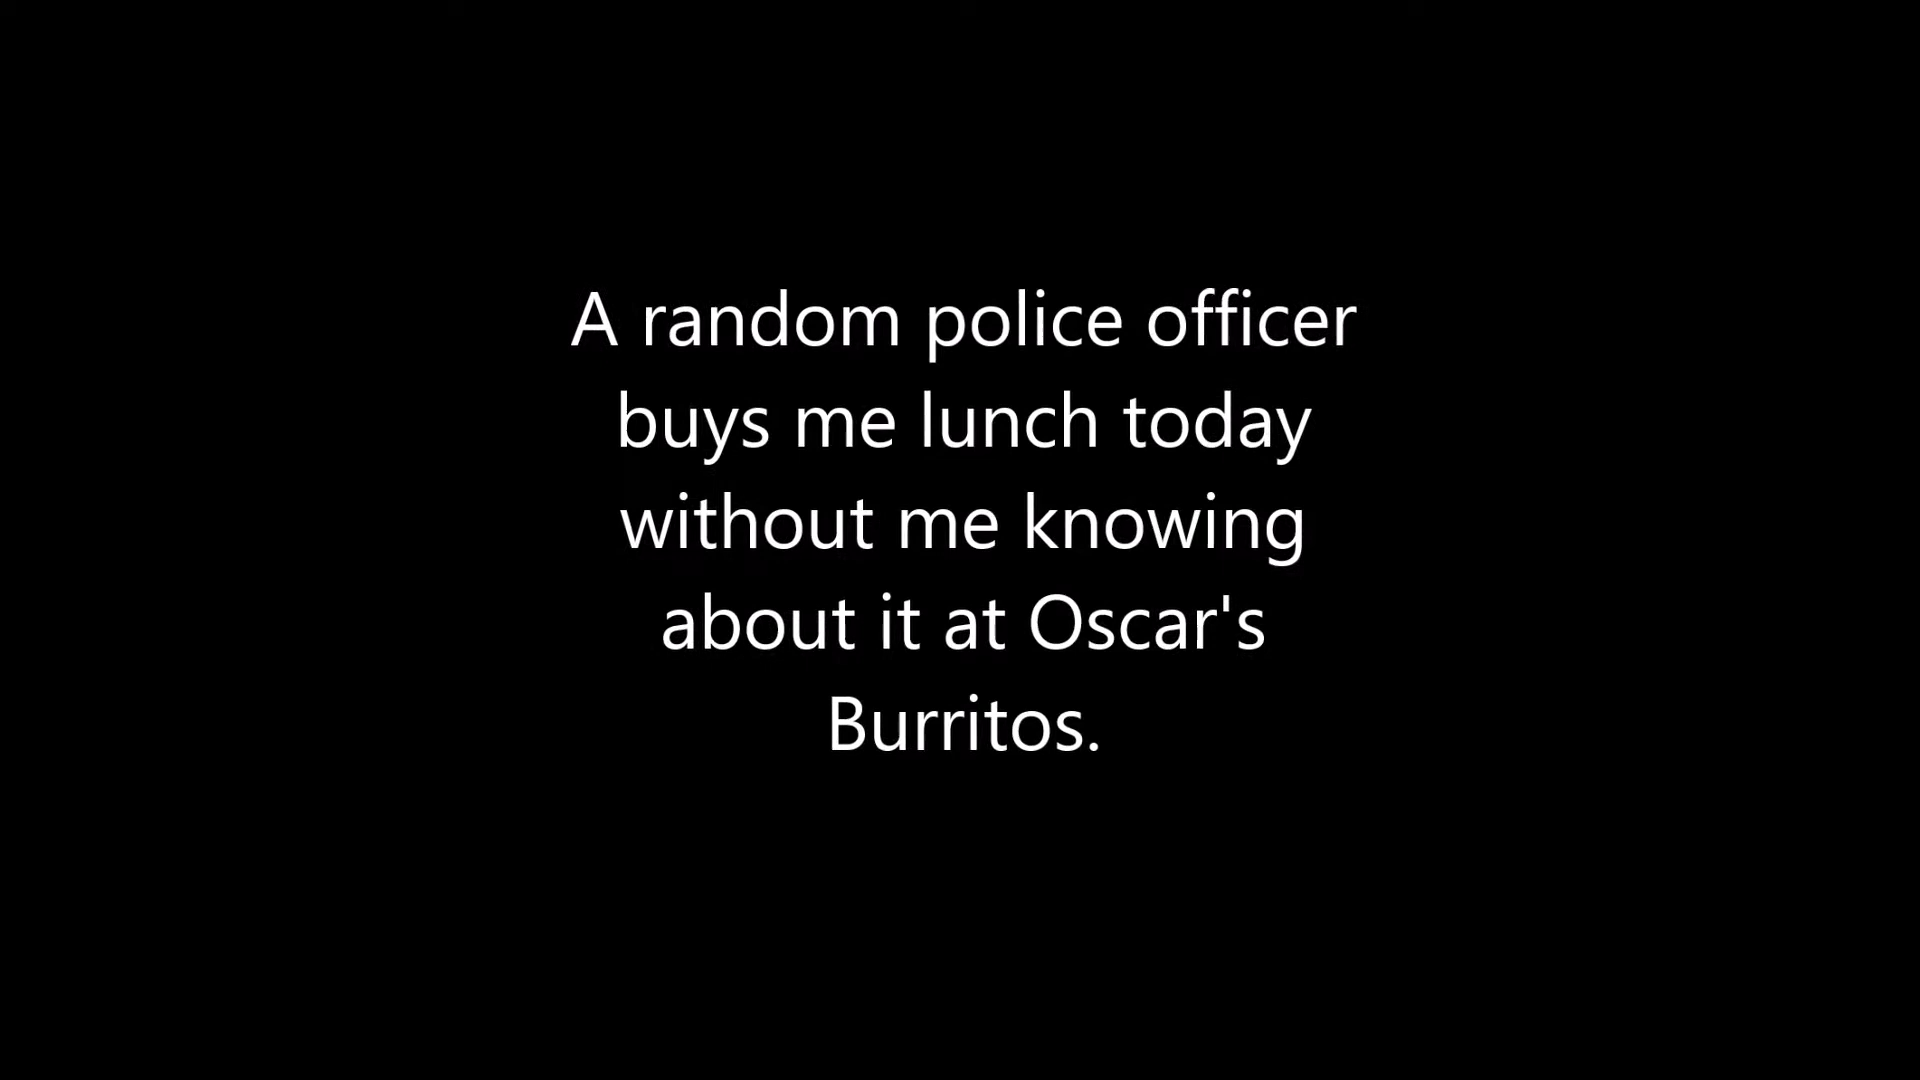 A random police officer
buys me lunch today
without me knowing
about it at Oscar's
Burritos.